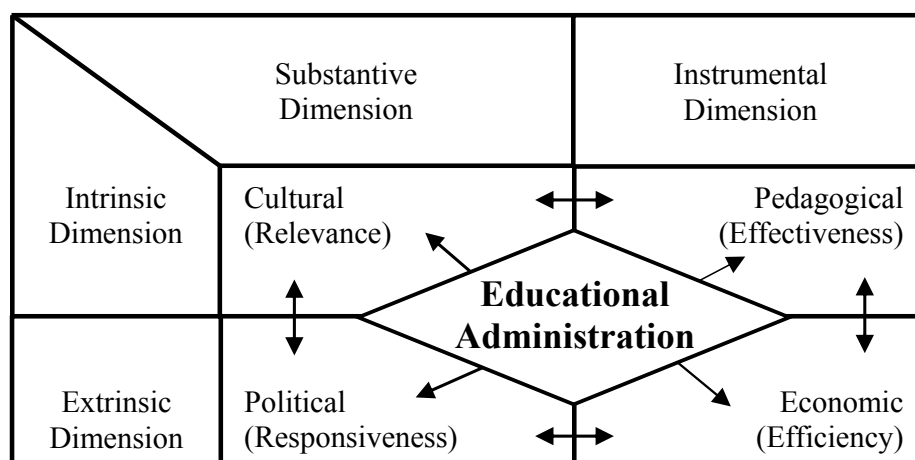 Substantive
Dimension
Instrumental
Dimension
Intrinsic
Dimension
Cultural
(Relevance)
Pedagogical
(Effectiveness)
Educational
Administration
Extrinsic
Dimension
Political
(Responsiveness)
Economic
(Efficiency)